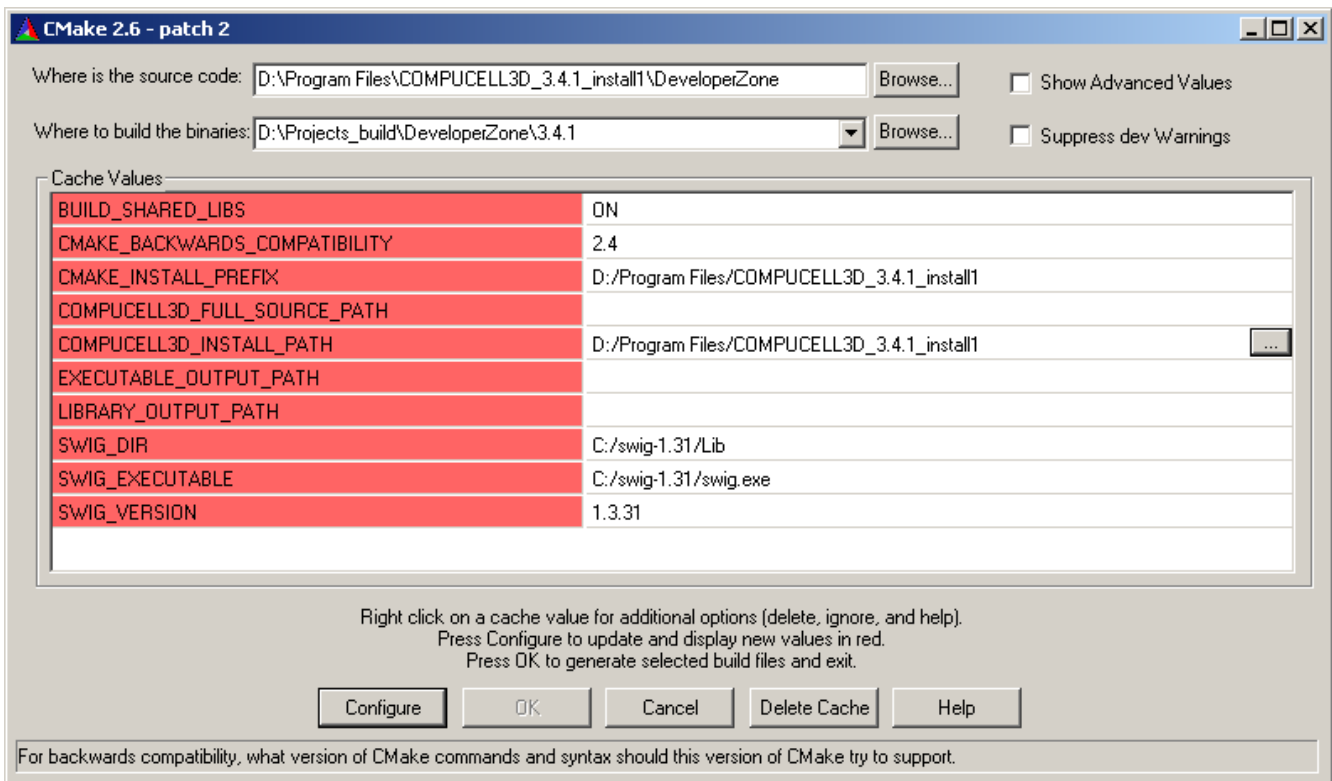 CMake 2.6 - patch 2
Where is the source code: D:\Program Files\COMPUCELL3D_3.4.1_install1\DeveloperZone Browse... Show Advanced Values
Where to build the binaries: D:\Projects_build\DeveloperZone\3.4.1 Browse... Suppress dev Warnings
Cache Values
BUILD_SHARED_LIBS ON
CMAKE_BACKWARDS_COMPATIBILITY 2.4
CMAKE_INSTALL_PREFIX D:/Program Files/COMPUCELL3D_3.4.1_install1
COMPUCELL3D_FULL_SOURCE_PATH
COMPUCELL3D_INSTALL_PATH D:/Program Files/COMPUCELL3D_3.4.1_install1 ...
EXECUTABLE_OUTPUT_PATH
LIBRARY_OUTPUT_PATH
SWIG_DIR C:/swig-1.31/Lib
SWIG_EXECUTABLE C:/swig-1.31/swig.exe
SWIG_VERSION 1.3.31
Right click on a cache value for additional options (delete, ignore, and help).
Press Configure to update and display new values in red.
Press OK to generate selected build files and exit.
Configure OK Cancel Delete Cache Help
For backwards compatibility, what version of CMake commands and syntax should this version of CMake try to support.